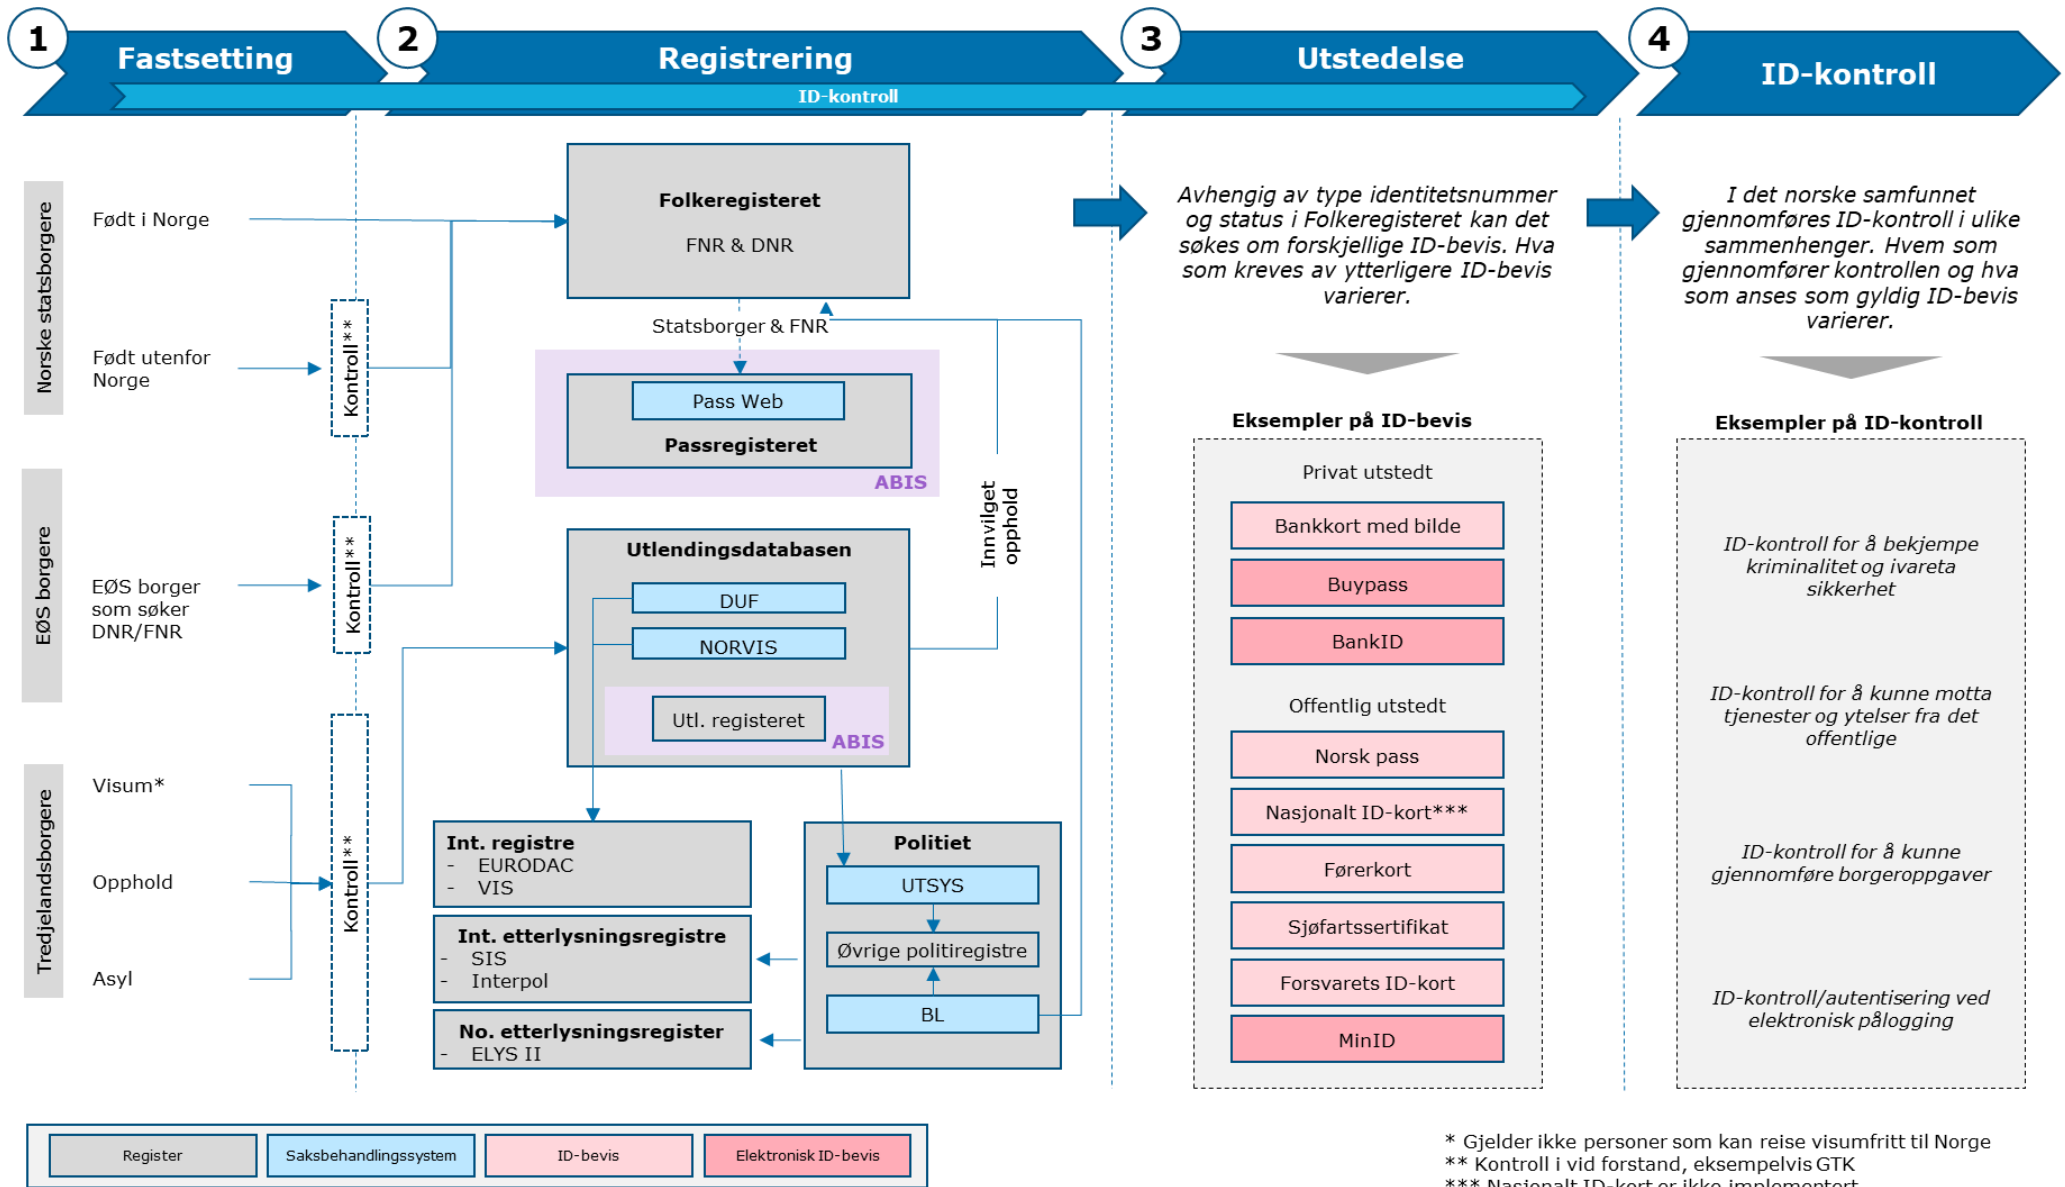 1
Fastsetting
2
Registrering
3
Utstedelse
4
ID-kontroll
ID-kontroll
Norske statsborgere
Født i Norge
Født utenfor
Norge
Kontroll**
EØS borgere
EØS borger
som søker
DNR/FNR
Kontroll**
Tredjelandsborgere
Visum*
Opphold
Asyl
Kontroll**
Folkeregisteret
FNR & DNR
Statsborger & FNR
Pass Web
Passregisteret
ABIS
Utlendingsdatabasen
DUF
NORVIS
Utl. registeret
ABIS
Innvilget
opphold
Int. registre
- EURODAC
- VIS
Int. etterlysningsregistre
- SIS
- Interpol
No. etterlysningsregister
- ELYS II
Politiet
UTSYS
Øvrige politiregistre
BL
Avhengig av type identitetsnummer
og status i Folkeregisteret kan det
søkes om forskjellige ID-bevis. Hva
som kreves av ytterligere ID-bevis
varierer.
Eksempler på ID-bevis
Privat utstedt
Bankkort med bilde
Buypass
BankID
Offentlig utstedt
Norsk pass
Nasjonalt ID-kort***
Førerkort
Sjøfartssertifikat
Forsvarets ID-kort
MinID
I det norske samfunnet
gjennomføres ID-kontroll i ulike
sammenhenger. Hvem som
gjennomfører kontrollen og hva
som anses som gyldig ID-bevis
varierer.
Eksempler på ID-kontroll
ID-kontroll for å bekjempe
kriminalitet og ivareta
sikkerhet
ID-kontroll for å kunne motta
tjenester og ytelser fra det
offentlige
ID-kontroll for å kunne
gjennomføre borgeroppgaver
ID-kontroll/autentisering ved
elektronisk pålogging
Register
Saksbehandlingssystem
ID-bevis
Elektronisk ID-bevis
* Gjelder ikke personer som kan reise visumfritt til Norge
** Kontroll i vid forstand, eksempelvis GTK
*** Nasjonalt ID-kort er ikke implementert